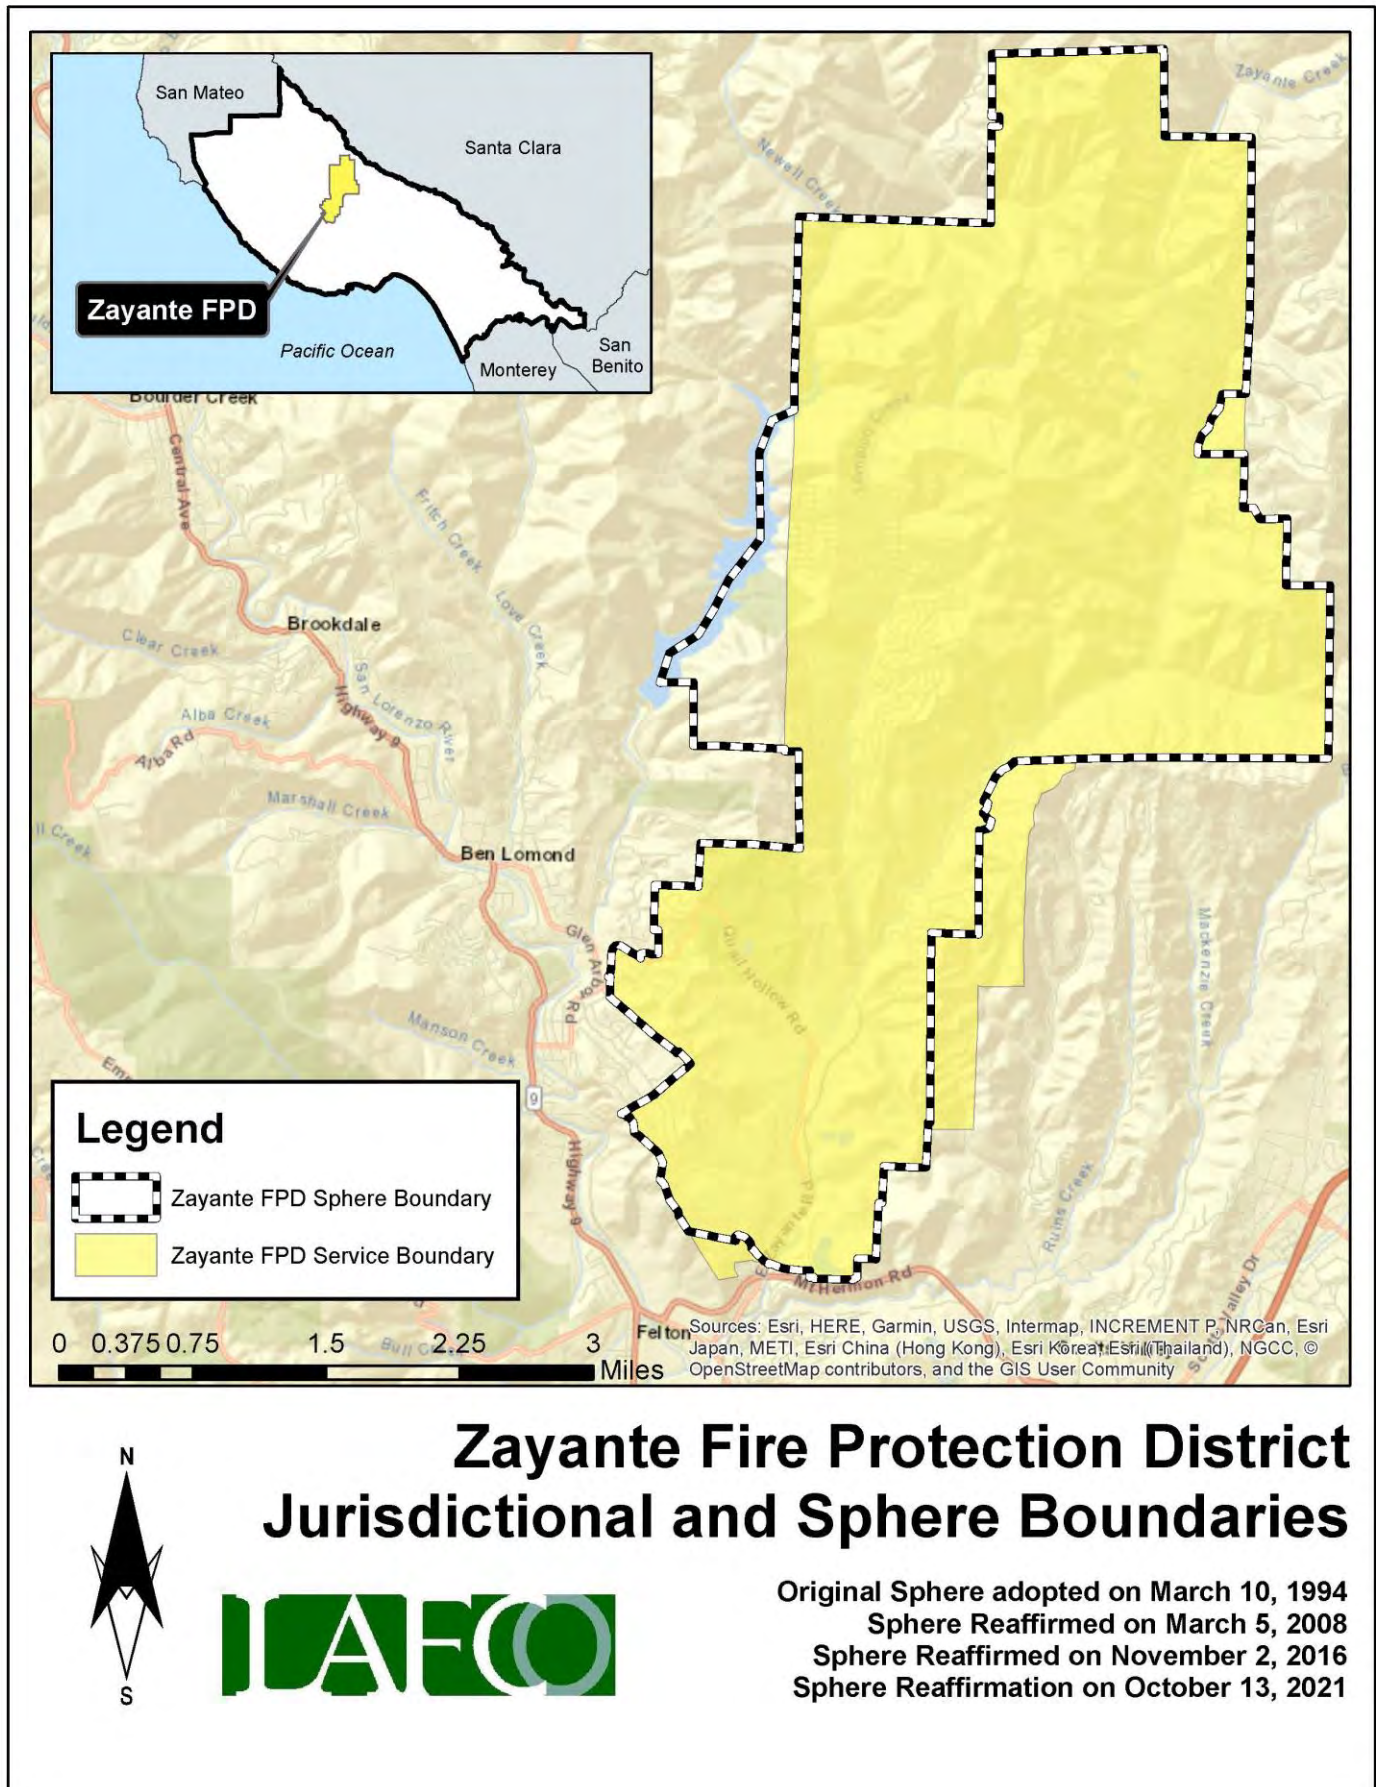 San Mateo
Santa Clara
Zayante FPD
Pacific Ocean
Monterey
San
Benito
Zayante Creek
Newell Creek
Boulder Creek
Central Ave
Fritch Creek
Love Creek
Brookdale
Clear Creek
San Lorenzo River
Highway 9
Alba Creek
Alba Rd
Marshall Creek
ll Creek
Ben Lomond
Glen Arbor Rd
Quail Hollow Rd
Mackenzie Creek
Manson Creek
9
Highway 9
Ruins Creek
Mt Hermon Rd
Felton
Bull Creek
Legend
Zayante FPD Sphere Boundary
Zayante FPD Service Boundary
0 0.375 0.75 1.5 2.25 3
Miles
Sources: Esri, HERE, Garmin, USGS, Intermap, INCREMENT P, NRCan, Esri
Japan, METI, Esri China (Hong Kong), Esri Korea, Esri (Thailand), NGCC, ©
OpenStreetMap contributors, and the GIS User Community
Zayante Fire Protection District
Jurisdictional and Sphere Boundaries
N
S
LAFCO
Original Sphere adopted on March 10, 1994
Sphere Reaffirmed on March 5, 2008
Sphere Reaffirmed on November 2, 2016
Sphere Reaffirmation on October 13, 2021